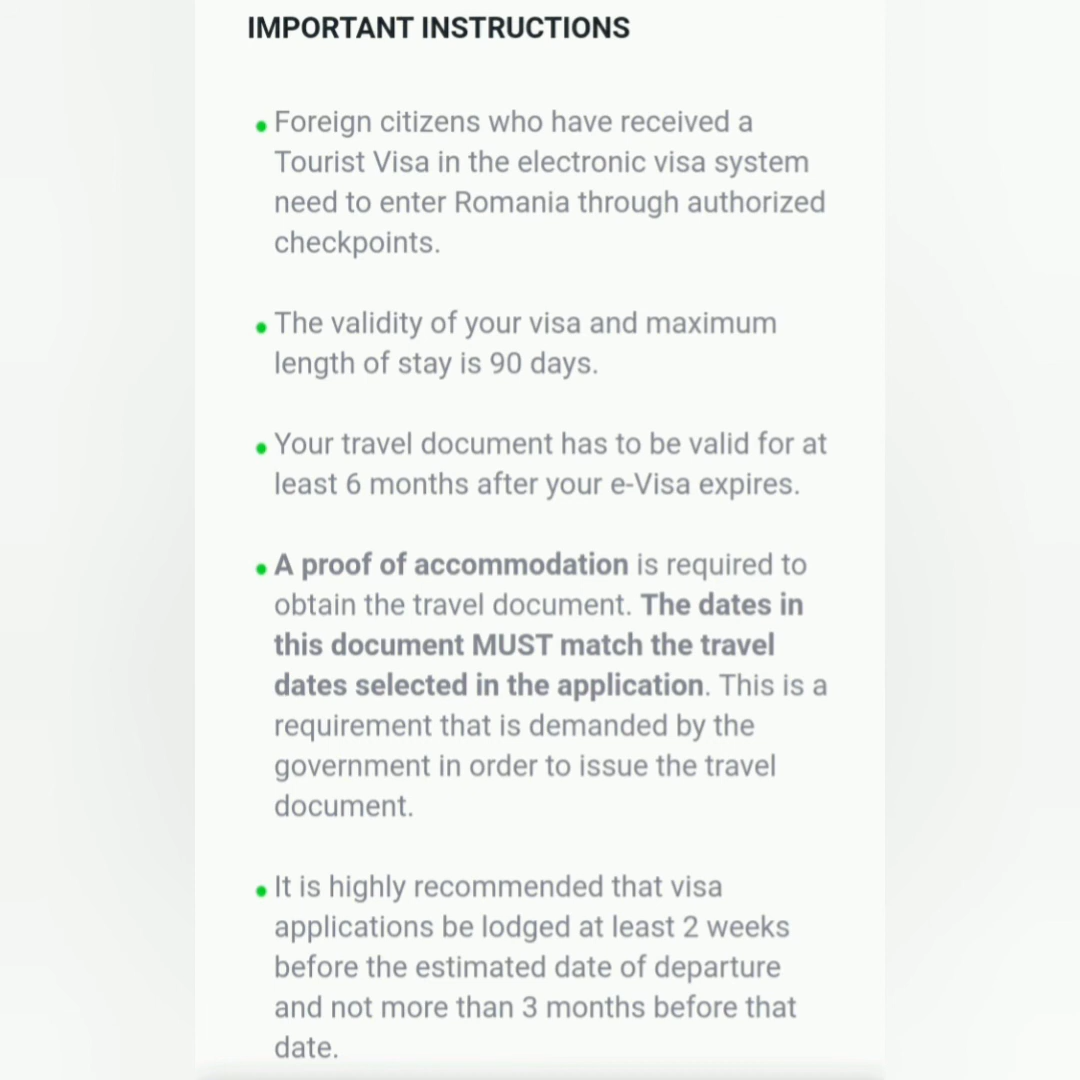 IMPORTANT INSTRUCTIONS
Foreign citizens who have received a
Tourist Visa in the electronic visa system
need to enter Romania through authorized
checkpoints.
The validity of your visa and maximum
length of stay is 90 days.
Your travel document has to be valid for at
least 6 months after your e-Visa expires.
A proof of accommodation is required to
obtain the travel document. The dates in
this document MUST match the travel
dates selected in the application. This is a
requirement that is demanded by the
government in order to issue the travel
document.
It is highly recommended that visa
applications be lodged at least 2 weeks
before the estimated date of departure
and not more than 3 months before that
date.